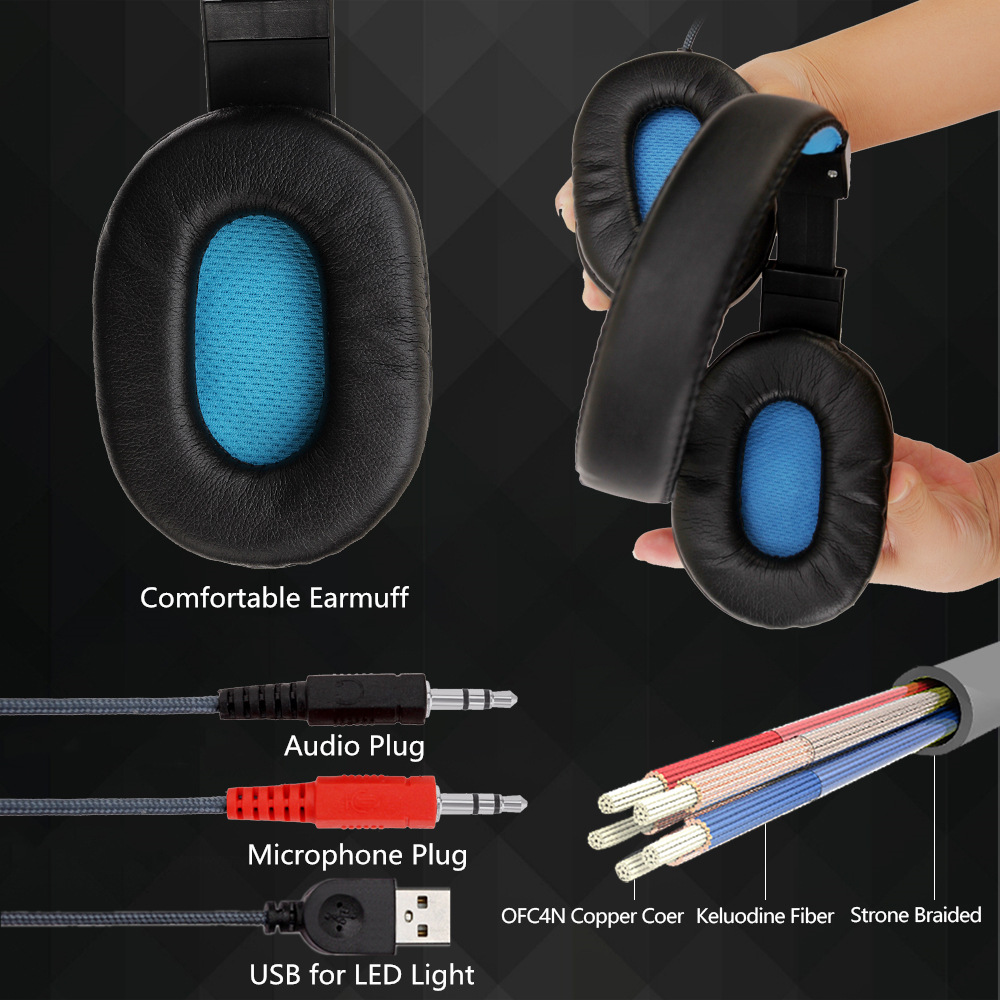 Comfortable Earmuff
Audio Plug
Microphone Plug
USB for LED Light
OFC4N Copper Coer
Keluodine Fiber
Strone Braided